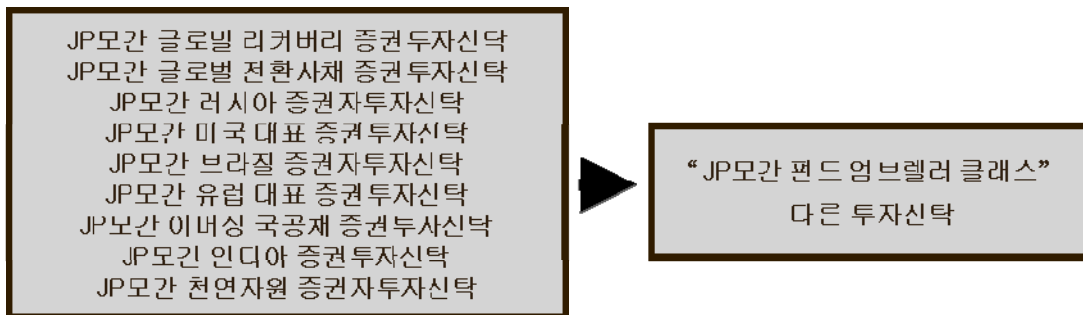 JP모간 글로벌 리커버리 증권투자신탁
JP모간 글로벌 전환사채 증권투자신탁
JP모간 러시아 증권자투자신탁
JP모간 미국대표 증권투자신탁
JP모간 브라질 증권자투자신탁
JP모간 유럽 대표 증권투자신탁
JP모간 이머징 국공채 증권투자신탁
JP모간 인디아 증권투자신탁
JP모간 천연자원 증권자투자신탁
“JP모간 펀드 엄브렐러 클래스”
다른 투자신탁